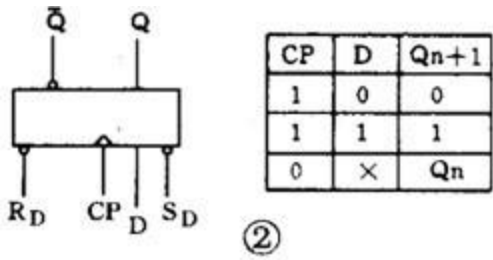 Q̄ Q
R_D CP D S_D
CP D Qn+1
1 0 0
1 1 1
0 × Qn
②